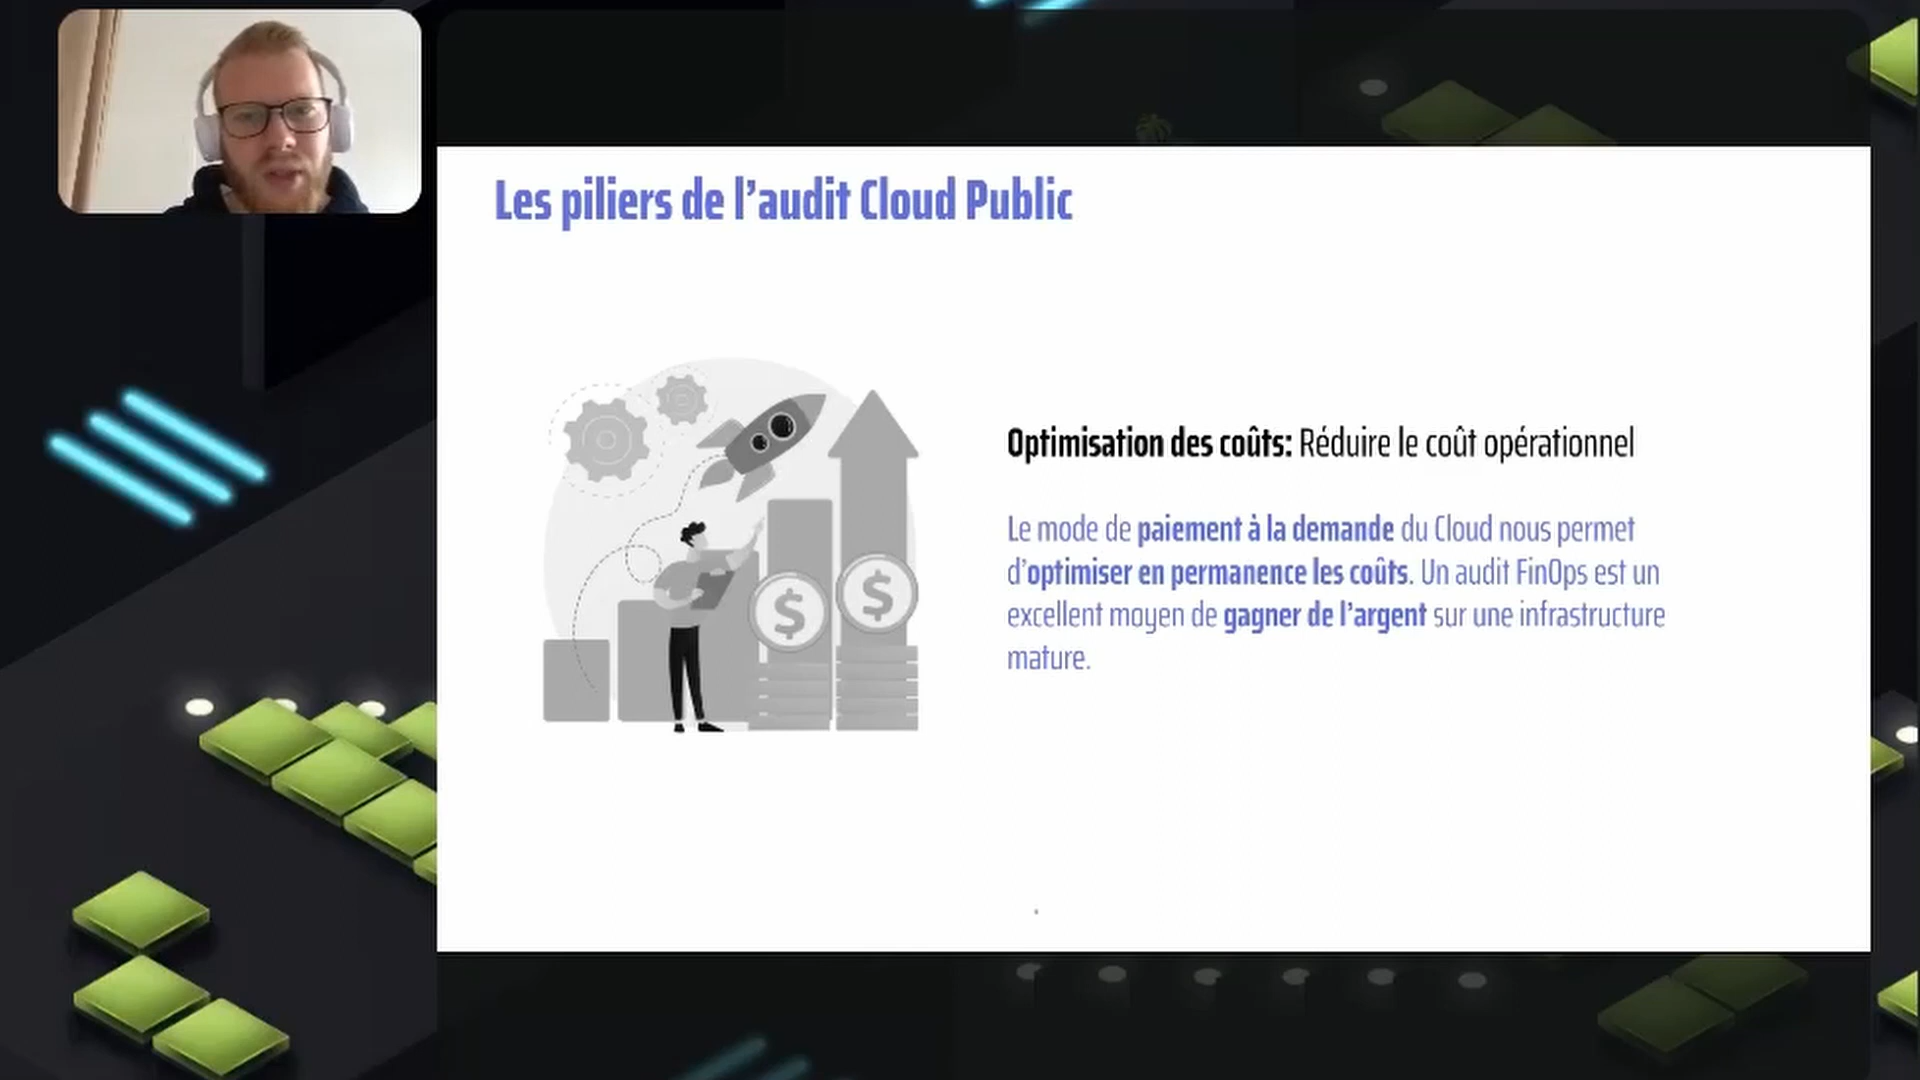 Les piliers de l’audit Cloud Public
Optimisation des coûts: Réduire le coût opérationnel
Le mode de paiement à la demande du Cloud nous permet
d’optimiser en permanence les coûts. Un audit FinOps est un
excellent moyen de gagner de l’argent sur une infrastructure
mature.
$
$